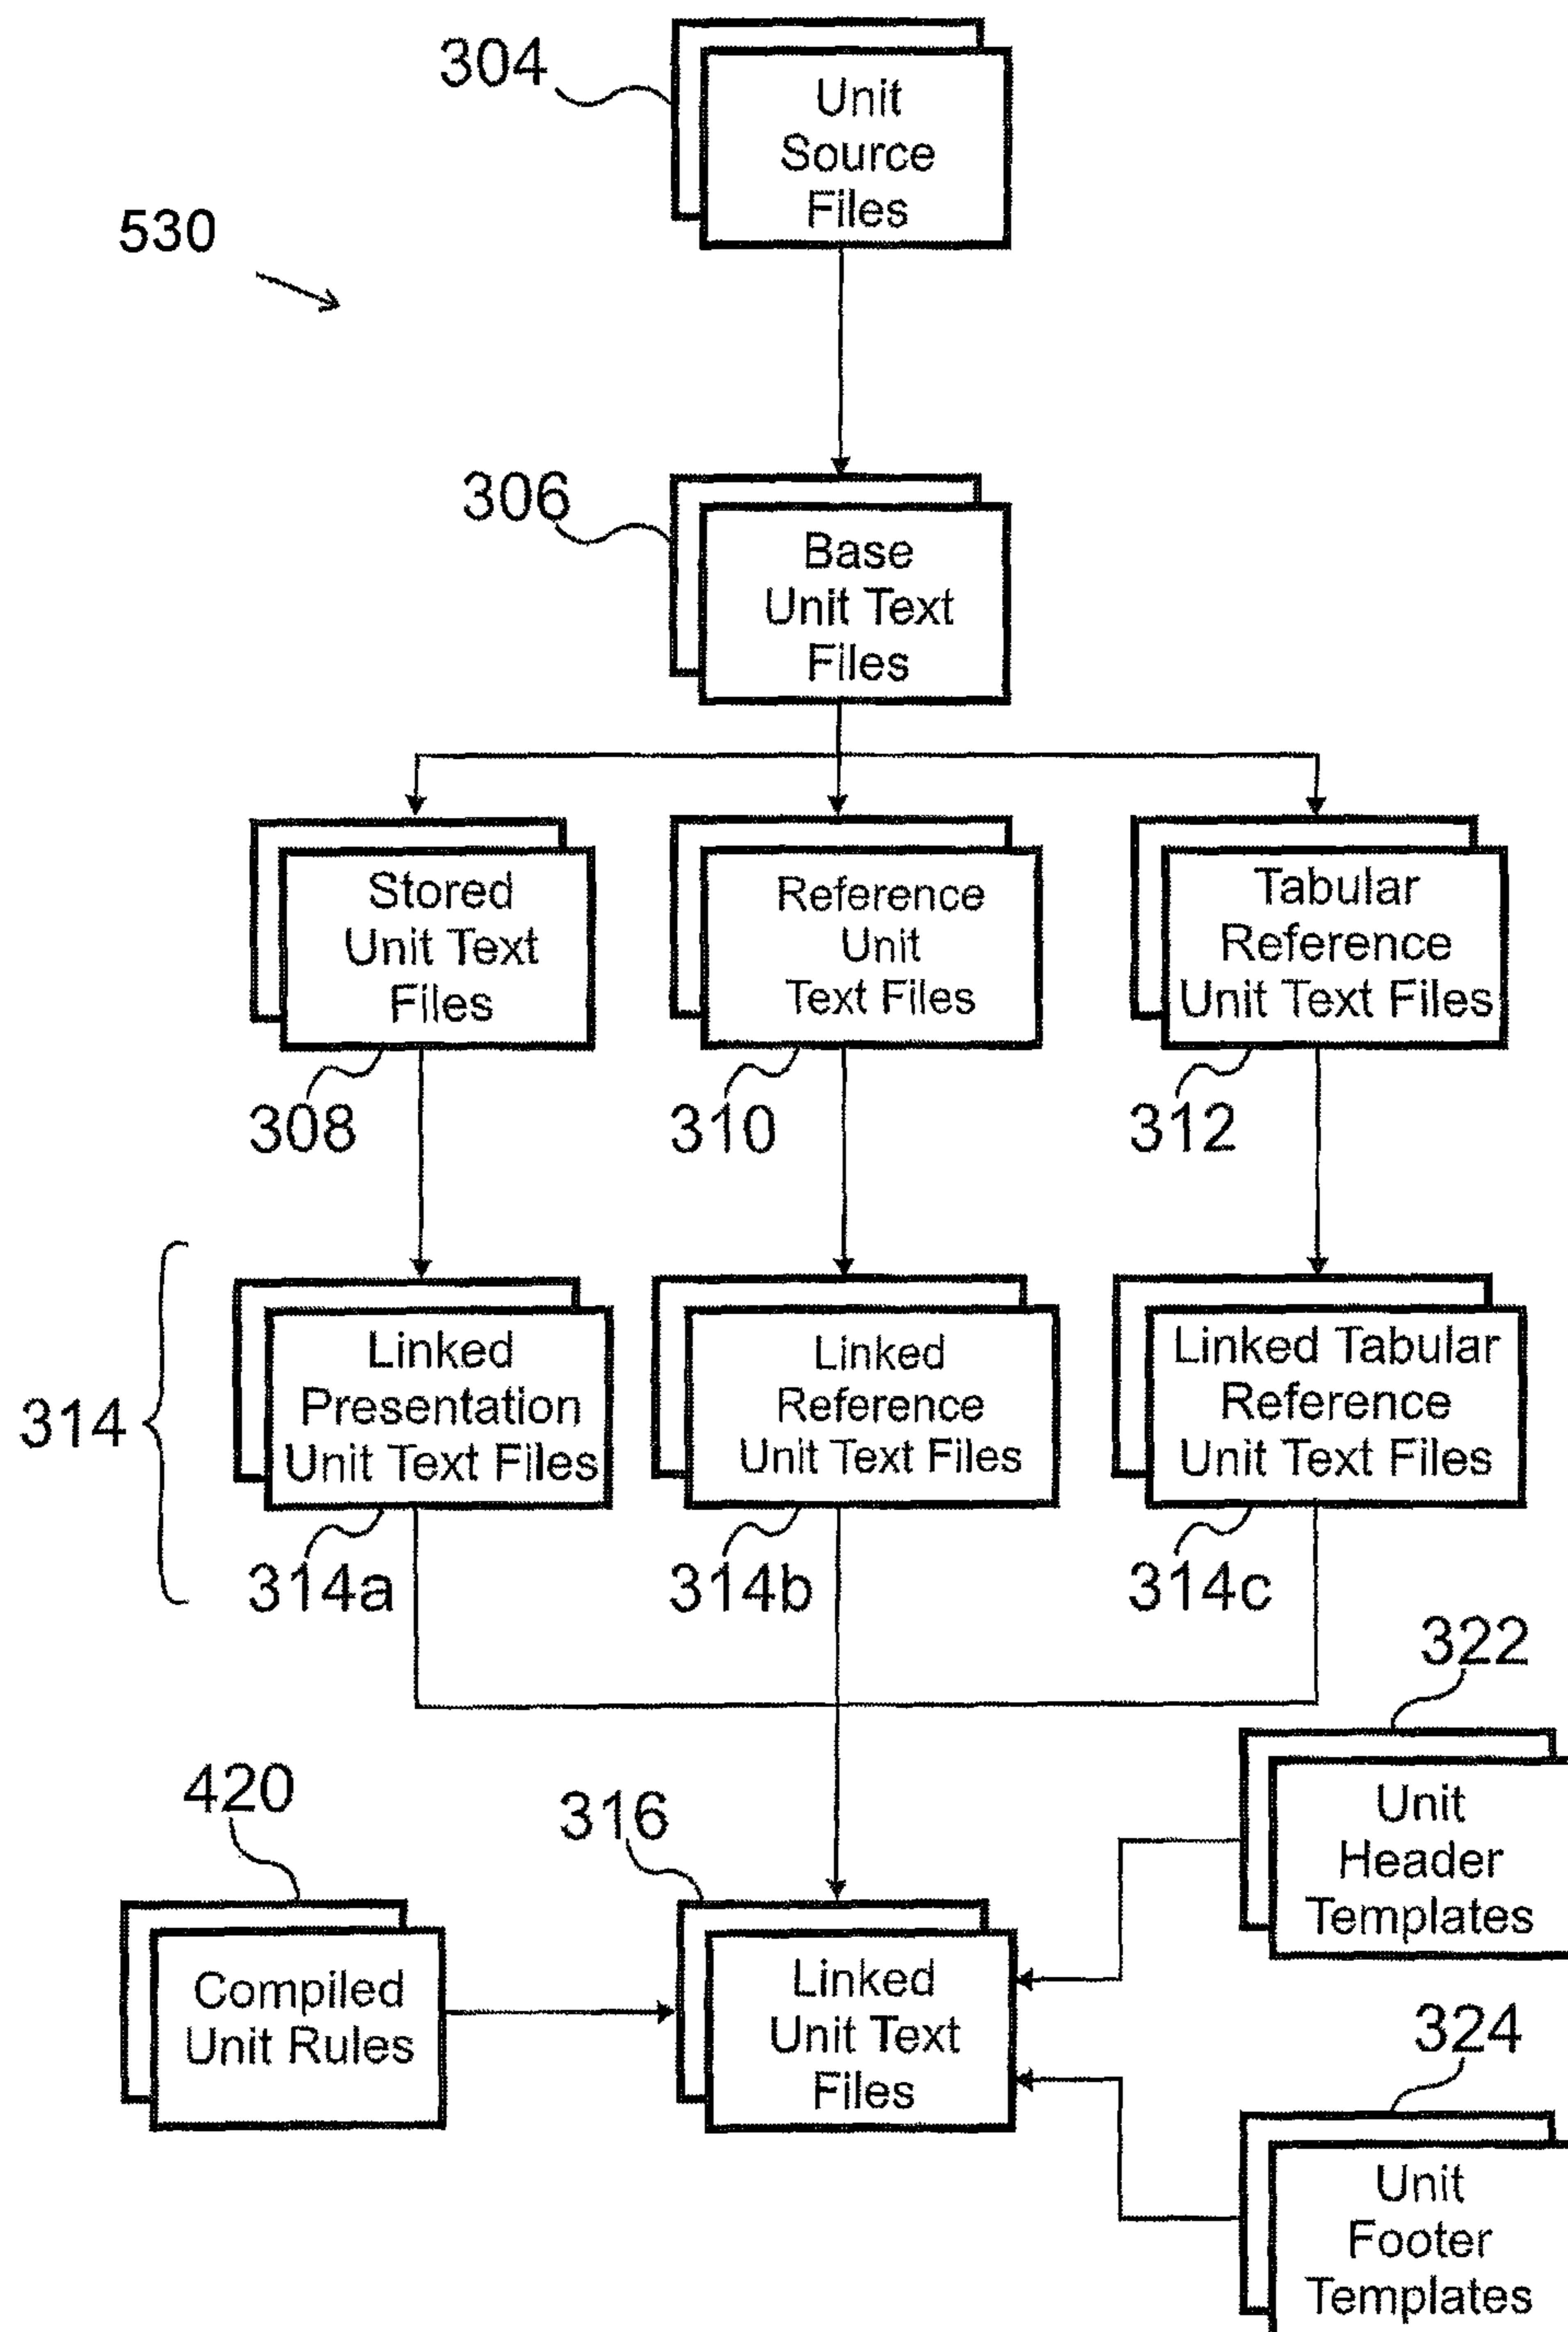 304
Unit
Source
Files
530
306
Base
Unit Text
Files
Stored
Unit Text
Files
308
Reference
Unit
Text Files
310
Tabular
Reference
Unit Text Files
312
314
Linked
Presentation
Unit Text Files
314a
Linked
Reference
Unit Text Files
314b
Linked Tabular
Reference
Unit Text Files
314c
322
Unit
Header
Templates
420
Compiled
Unit Rules
316
Linked
Unit Text
Files
324
Unit
Footer
Templates